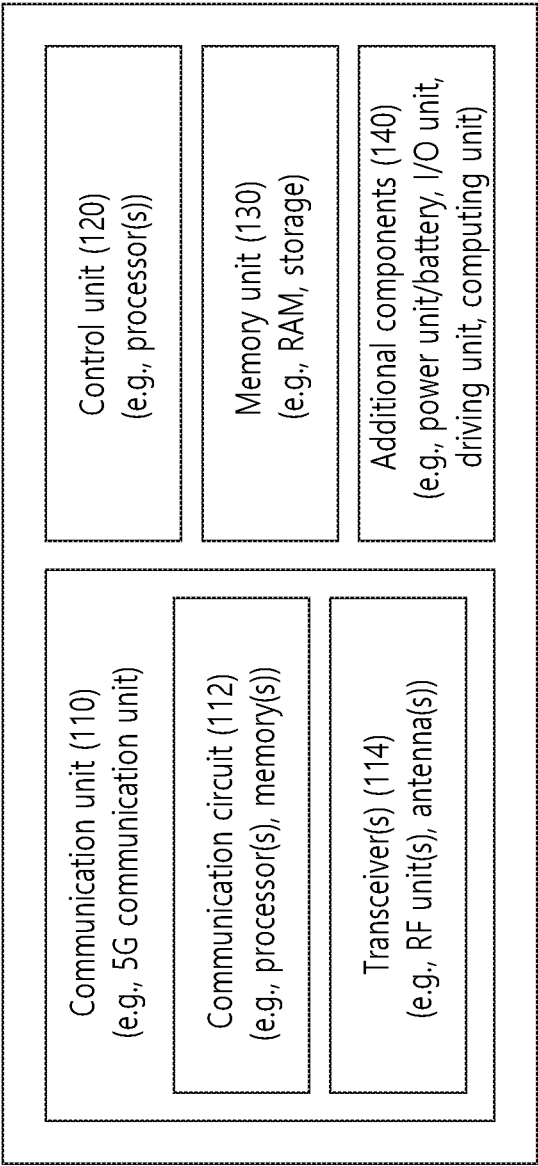 Communication unit (110)
(e.g., 5G communication unit)
Communication circuit (112)
(e.g., processor(s), memory(s))
Transceiver(s) (114)
(e.g., RF unit(s), antenna(s))
Control unit (120)
(e.g., processor(s))
Memory unit (130)
(e.g., RAM, storage)
Additional components (140)
(e.g., power unit/battery, I/O unit,
driving unit, computing unit)